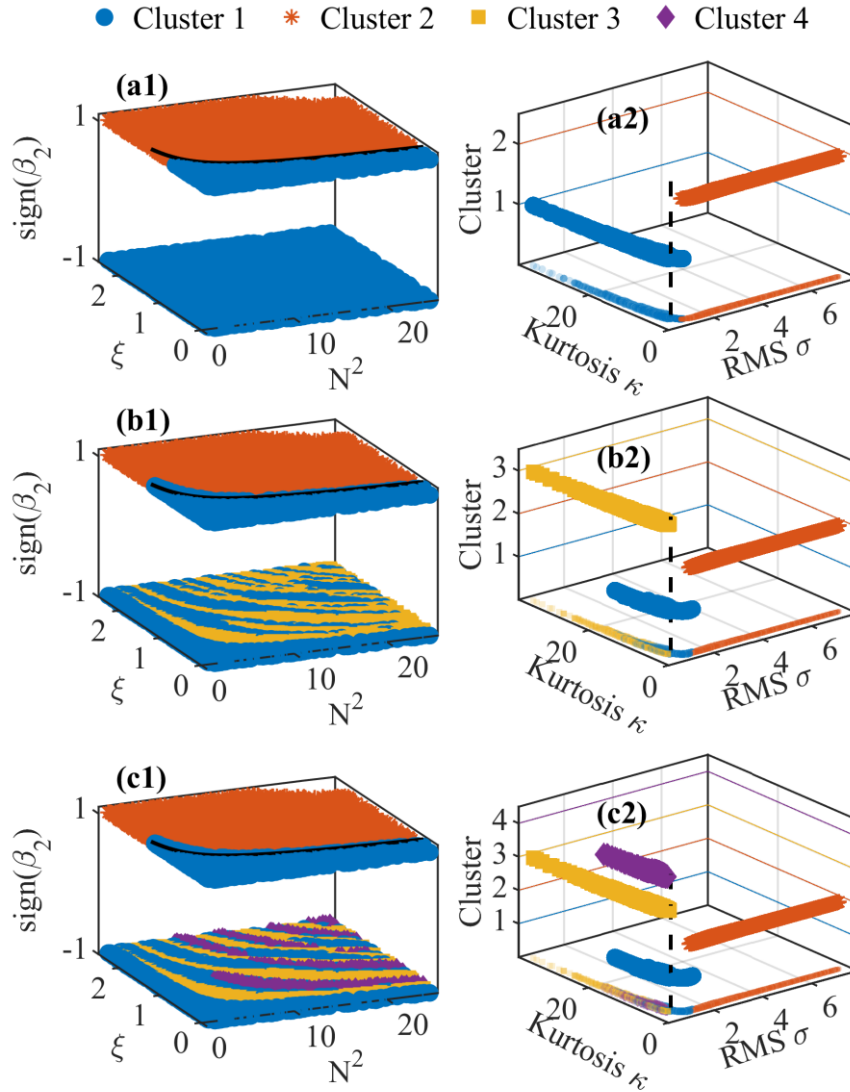 Cluster 1 Cluster 2 Cluster 3 Cluster 4
(a1)
sign(β₂)
1
-1
2
1
0
ξ
0
10
20
N²
(a2)
Cluster
2
1
20
0
Kurtosis κ
2
4
6
RMS σ
(b1)
sign(β₂)
1
-1
2
1
0
ξ
0
10
20
N²
(b2)
Cluster
3
2
1
20
0
Kurtosis κ
2
4
6
RMS σ
(c1)
sign(β₂)
1
-1
2
1
0
ξ
0
10
20
N²
(c2)
Cluster
4
3
2
1
20
0
Kurtosis κ
2
4
6
RMS σ